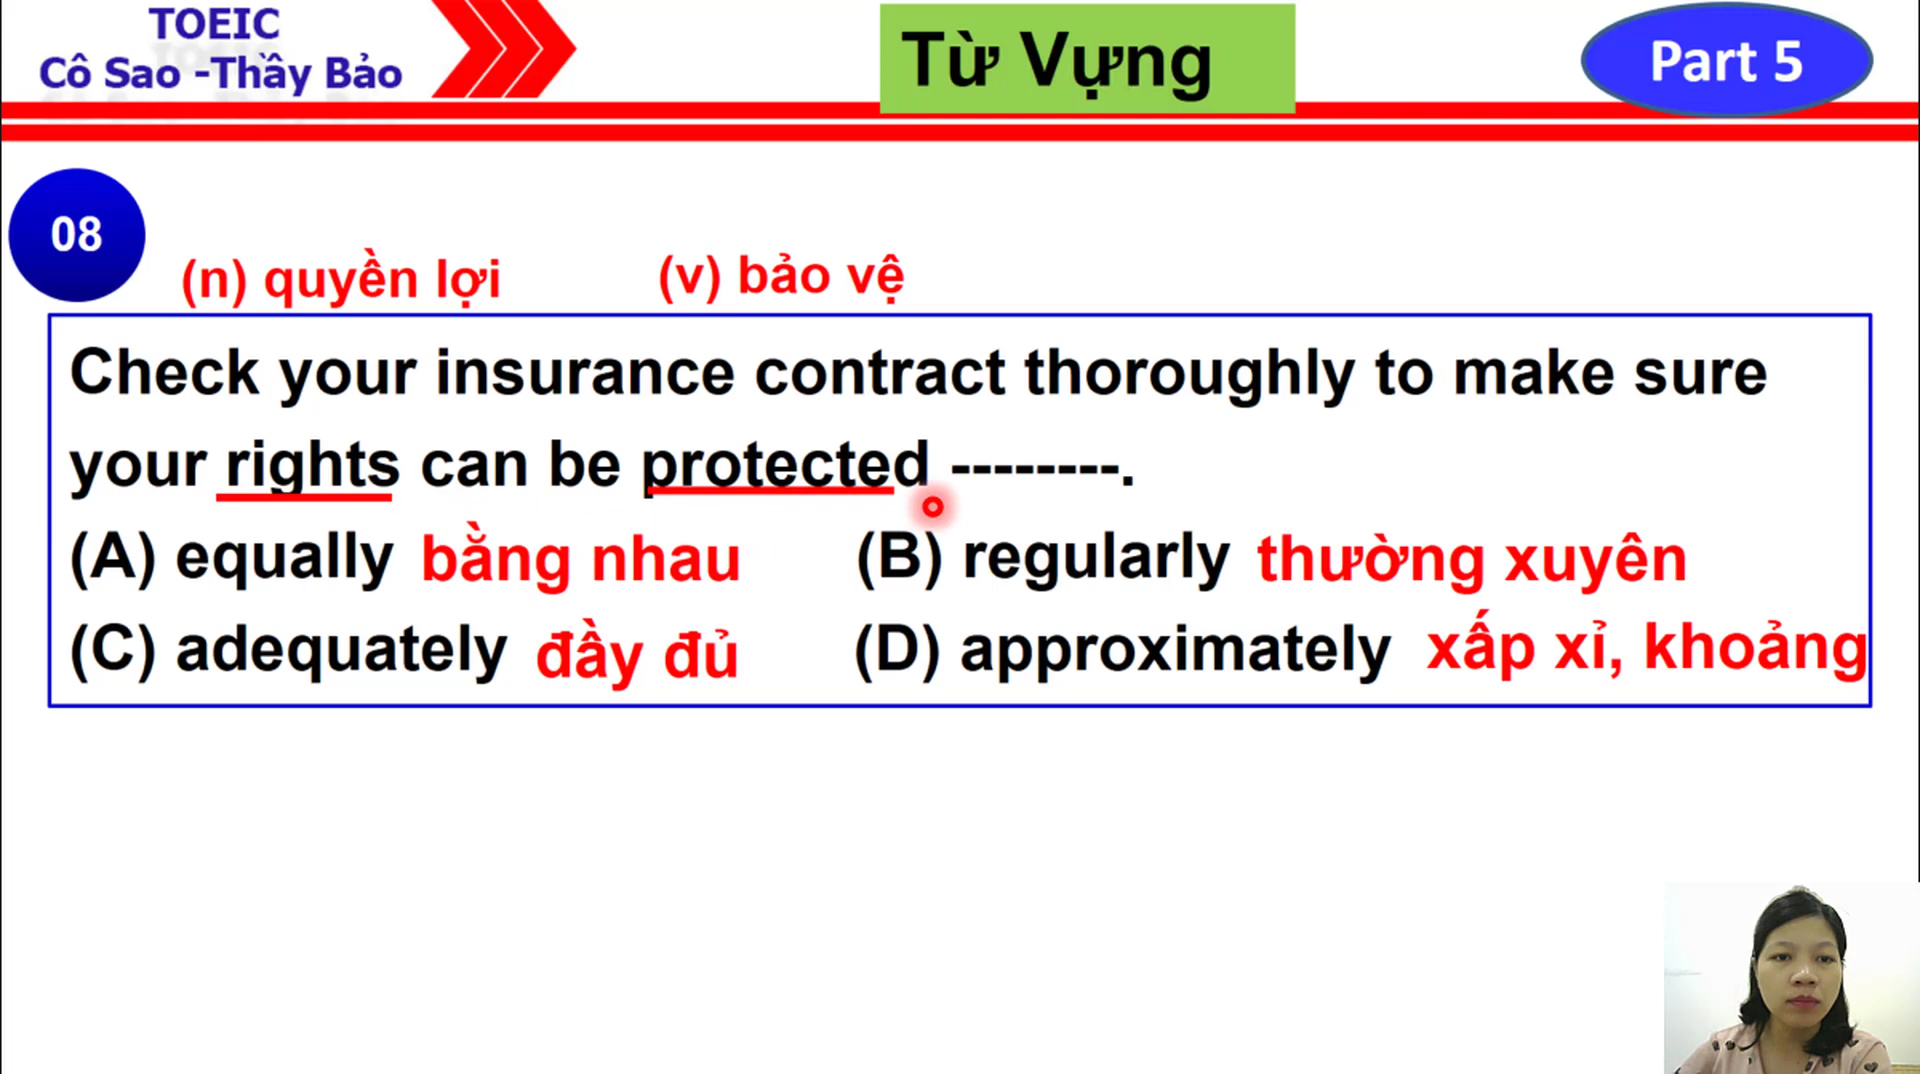 TOEIC
Cô Sao -Thầy Bảo
Từ Vựng
Part 5
08
(n) quyền lợi (v) bảo vệ
Check your insurance contract thoroughly to make sure
your rights can be protected --------.
(A) equally bằng nhau (B) regularly thường xuyên
(C) adequately đầy đủ (D) approximately xấp xỉ, khoảng